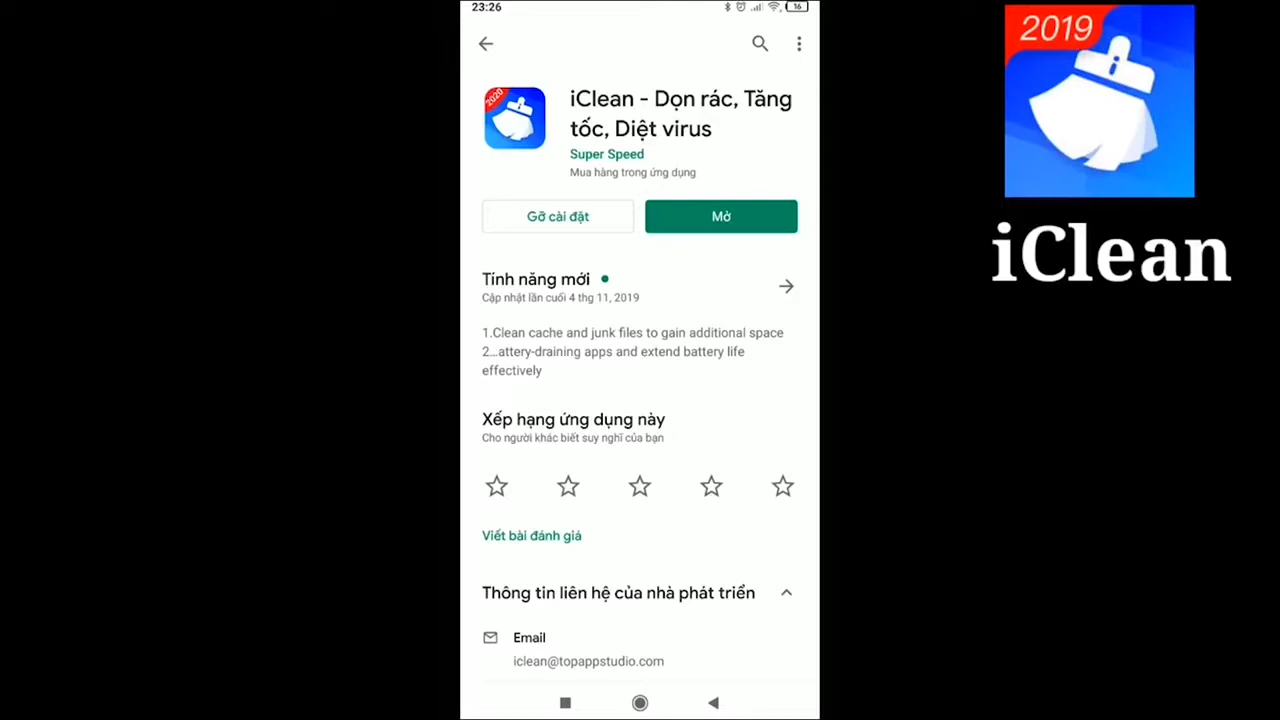 23:26
16
2019
2020
iClean - Dọn rác, Tăng
tốc, Diệt virus
Super Speed
Mua hàng trong ứng dụng
Gỡ cài đặt
Mở
iClean
Tính năng mới
Cập nhật lần cuối 4 thg 11, 2019
1.Clean cache and junk files to gain additional space
2…attery-draining apps and extend battery life
effectively
Xếp hạng ứng dụng này
Cho người khác biết suy nghĩ của bạn
Viết bài đánh giá
Thông tin liên hệ của nhà phát triển
Email
iclean@topappstudio.com